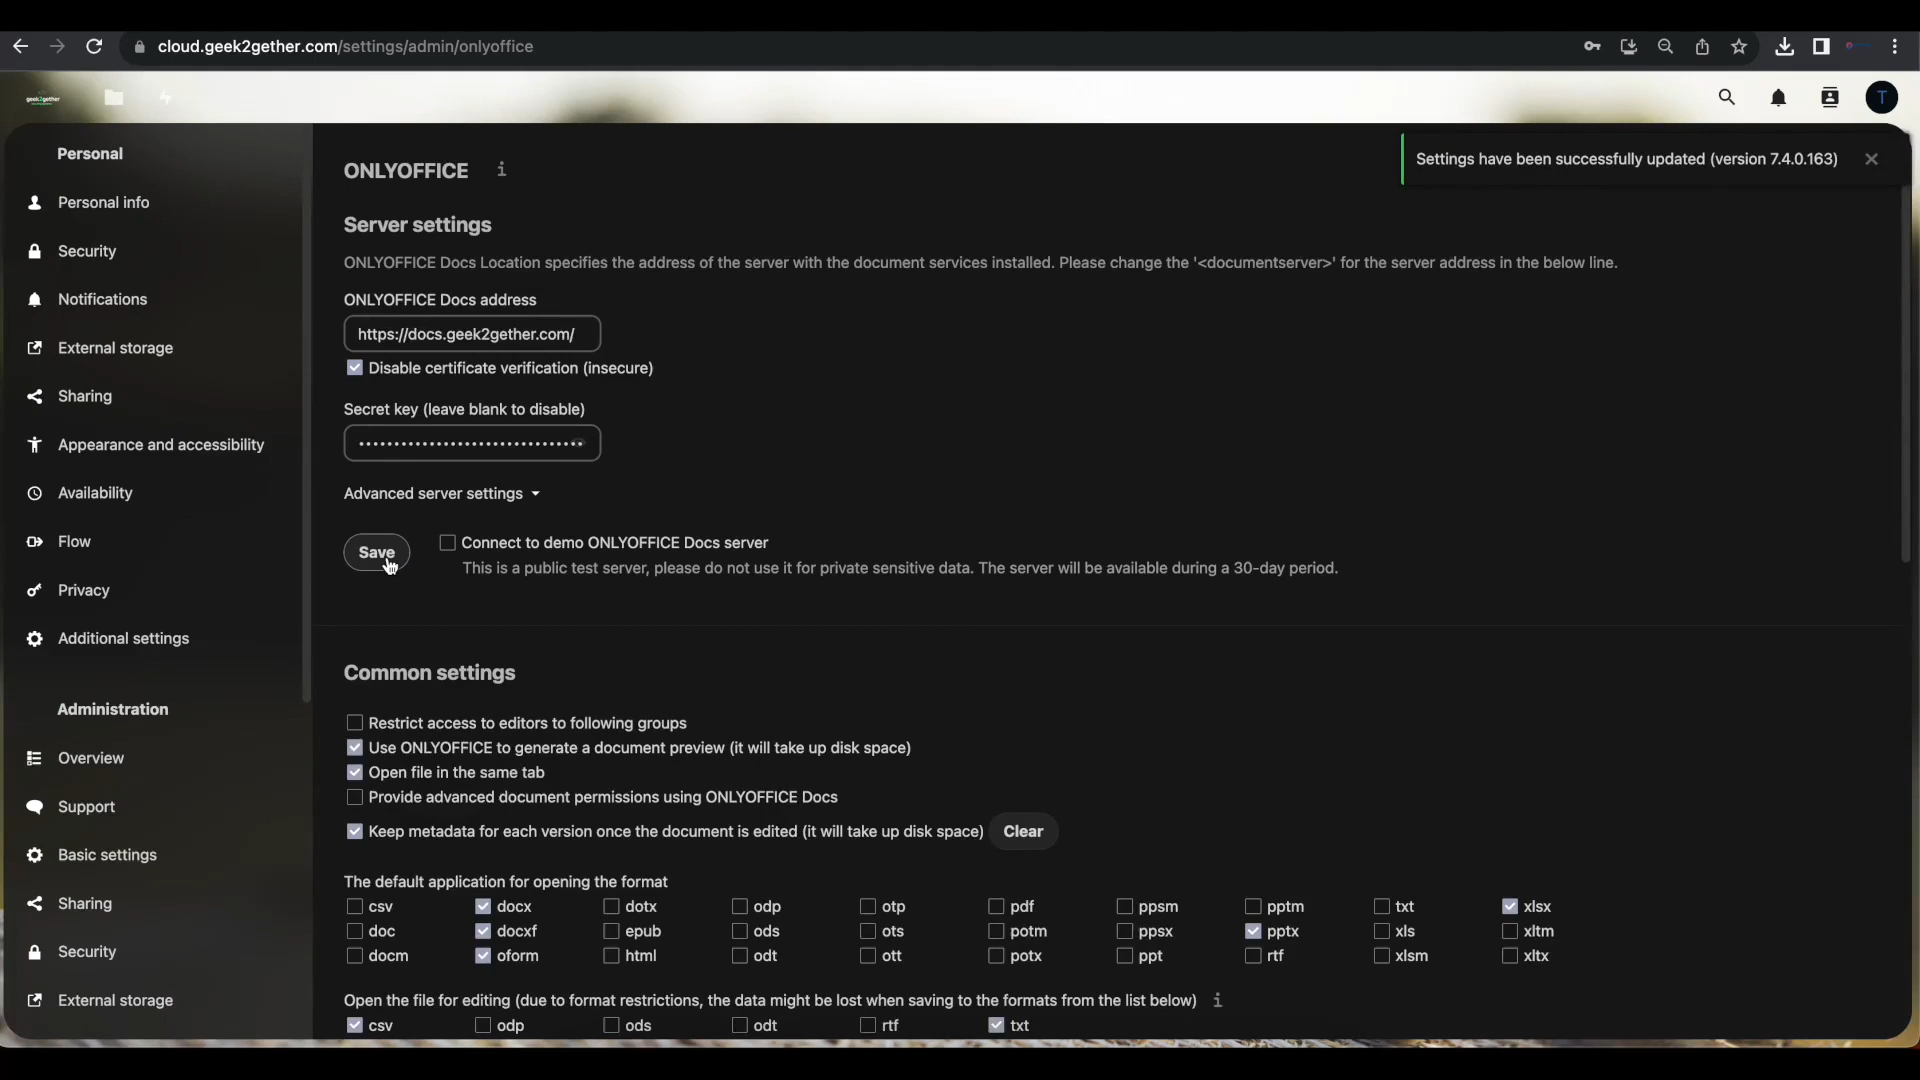 cloud.geek2gether.com/settings/admin/onlyoffice
geek2gether
T
Personal
Personal info
Security
Notifications
External storage
Sharing
Appearance and accessibility
Availability
Flow
Privacy
Additional settings
Administration
Overview
Support
Basic settings
Sharing
Security
External storage
ONLYOFFICE i
Settings have been successfully updated (version 7.4.0.163)
Server settings
ONLYOFFICE Docs Location specifies the address of the server with the document services installed. Please change the '<documentserver>' for the server address in the below line.
ONLYOFFICE Docs address
https://docs.geek2gether.com/
Disable certificate verification (insecure)
Secret key (leave blank to disable)
Advanced server settings
Save
Connect to demo ONLYOFFICE Docs server
This is a public test server, please do not use it for private sensitive data. The server will be available during a 30-day period.
Common settings
Restrict access to editors to following groups
Use ONLYOFFICE to generate a document preview (it will take up disk space)
Open file in the same tab
Provide advanced document permissions using ONLYOFFICE Docs
Keep metadata for each version once the document is edited (it will take up disk space) Clear
The default application for opening the format
csv docx dotx odp otp pdf ppsm pptm txt xlsx
doc docxf epub ods ots potm ppsx pptx xls xltm
docm oform html odt ott potx ppt rtf xlsm xltx
Open the file for editing (due to format restrictions, the data might be lost when saving to the formats from the list below) i
csv odp ods odt rtf txt